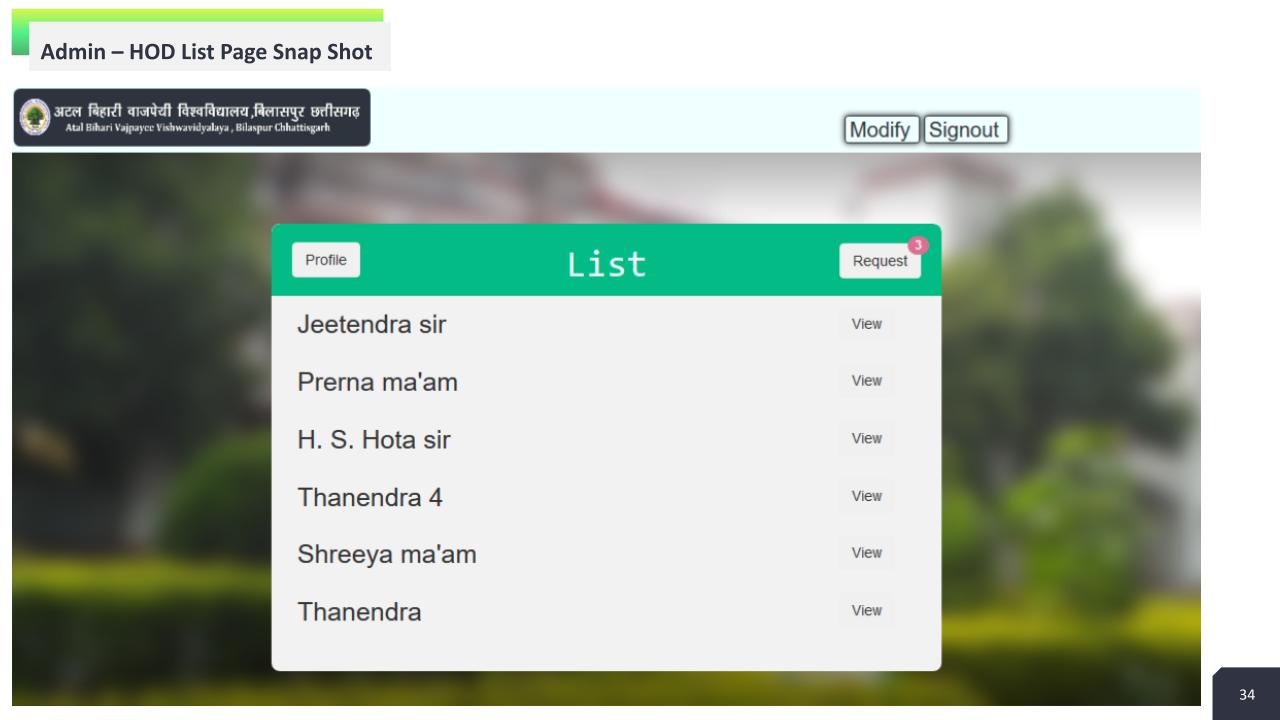 Admin – HOD List Page Snap Shot
अटल बिहारी वाजपेयी विश्वविद्यालय ,बिलासपुर छत्तीसगढ़
Atal Bihari Vajpayee Vishwavidyalaya , Bilaspur Chhattisgarh
Modify Signout
Profile List Request 3
Jeetendra sir View
Prerna ma'am View
H. S. Hota sir View
Thanendra 4 View
Shreeya ma'am View
Thanendra View
34